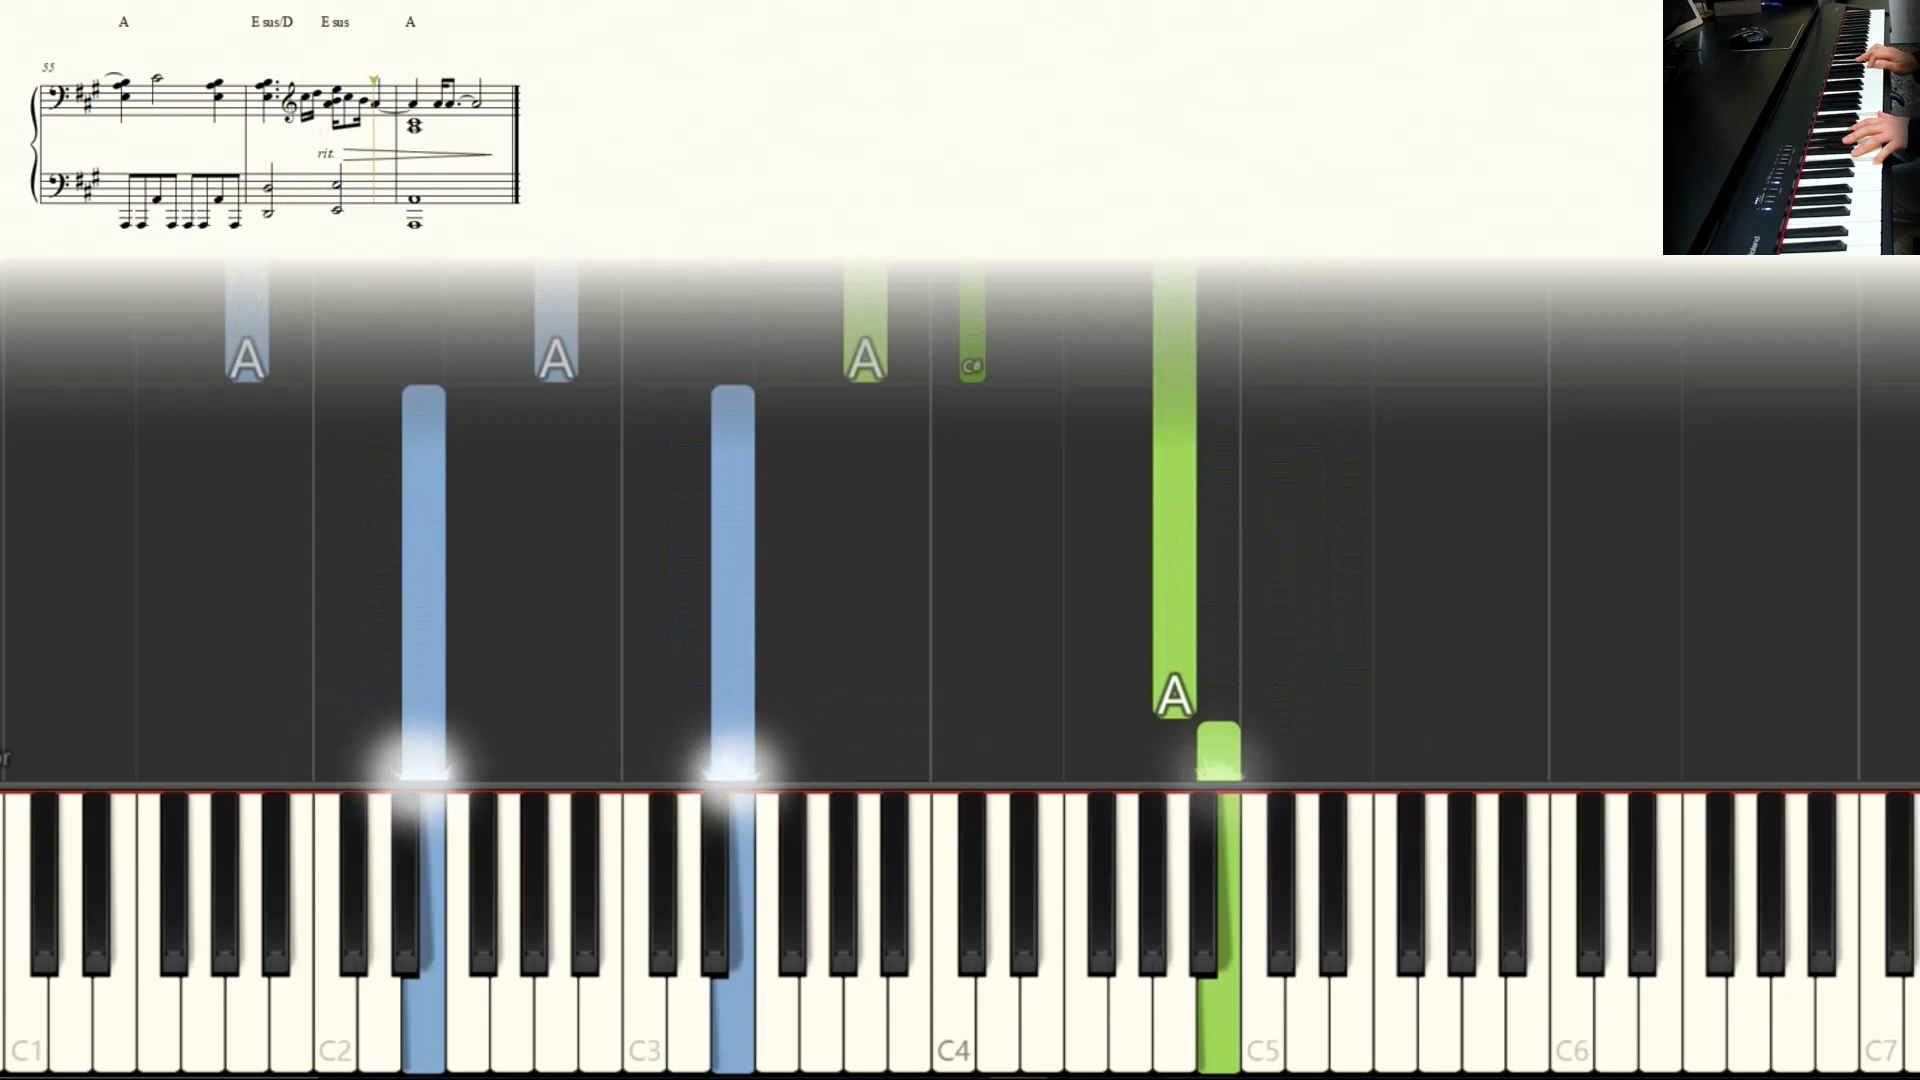 A E sus/D E sus A
55
rit.
A A A C#
A
C1 C2 C3 C4 C5 C6 C7